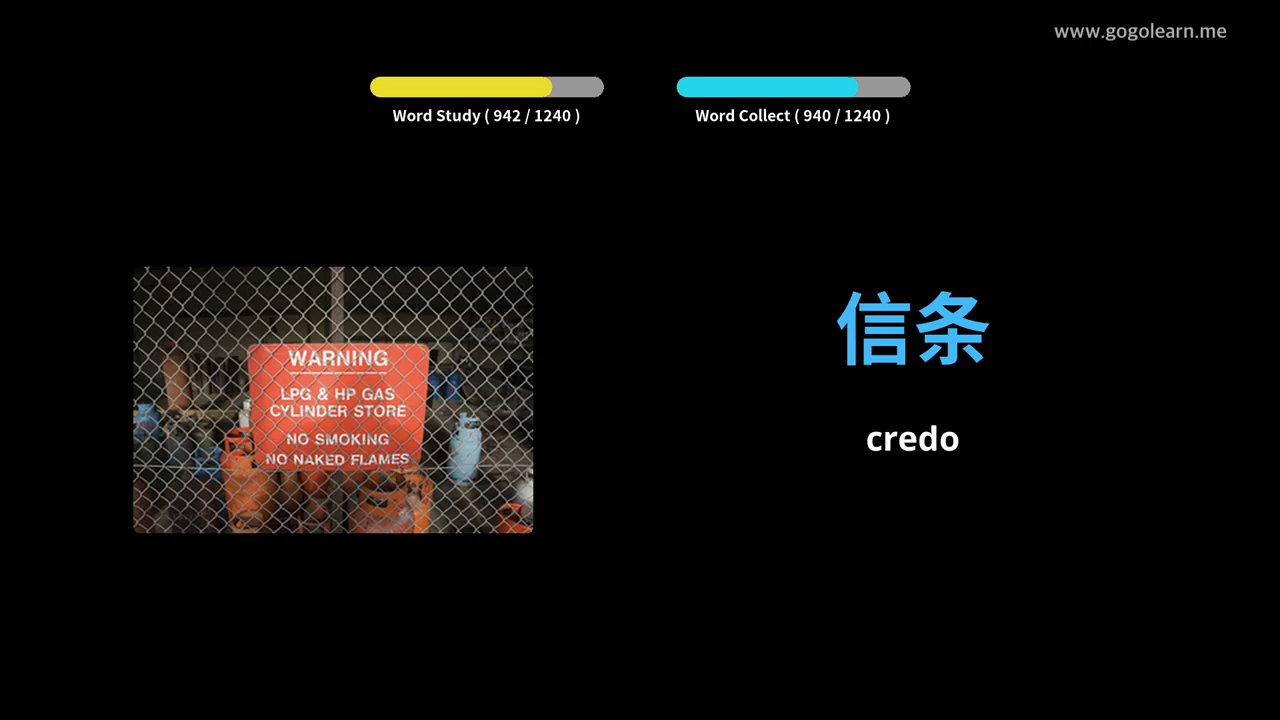 www.gogolearn.me
Word Study ( 942 / 1240 )
Word Collect ( 940 / 1240 )
WARNING
LPG & HP GAS
CYLINDER STORE
NO SMOKING
NO NAKED FLAMES
信条
credo